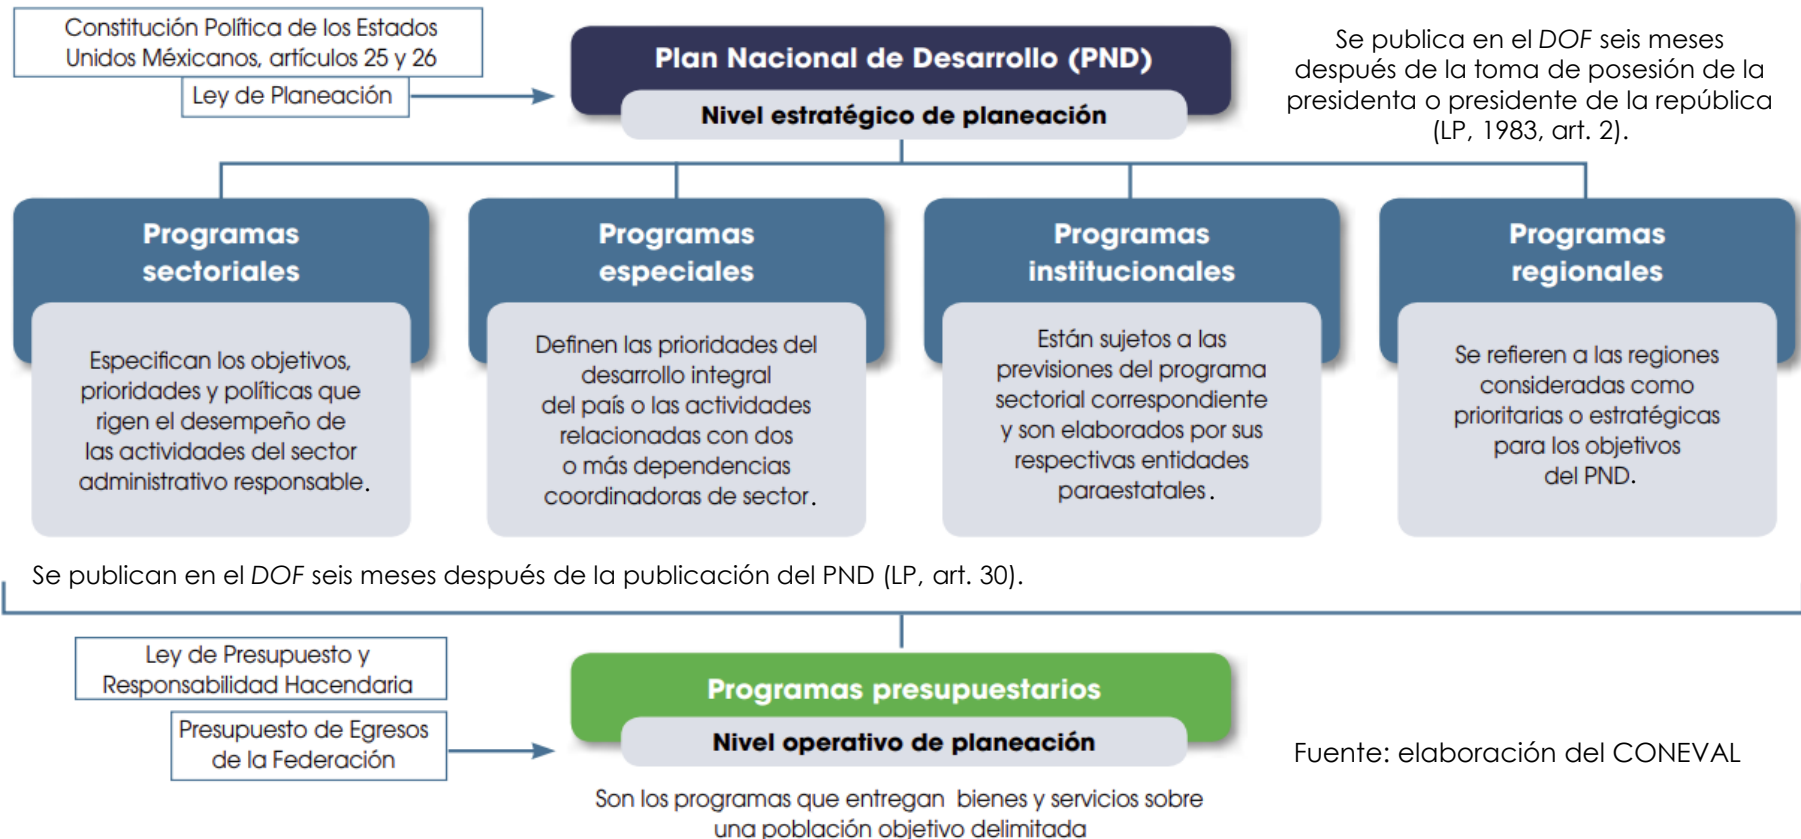 Constitución Política de los Estados
Unidos Méxicanos, artículos 25 y 26
Ley de Planeación
Plan Nacional de Desarrollo (PND)
Nivel estratégico de planeación
Se publica en el DOF seis meses
después de la toma de posesión de la
presidenta o presidente de la república
(LP, 1983, art. 2).
Programas
sectoriales
Especifican los objetivos,
prioridades y políticas que
rigen el desempeño de
las actividades del sector
administrativo responsable.
Programas
especiales
Definen las prioridades del
desarrollo integral
del país o las actividades
relacionadas con dos
o más dependencias
coordinadoras de sector.
Programas
institucionales
Están sujetos a las
previsiones del programa
sectorial correspondiente
y son elaborados por sus
respectivas entidades
paraestatales.
Programas
regionales
Se refieren a las regiones
consideradas como
prioritarias o estratégicas
para los objetivos
del PND.
Se publican en el DOF seis meses después de la publicación del PND (LP, art. 30).
Ley de Presupuesto y
Responsabilidad Hacendaria
Presupuesto de Egresos
de la Federación
Programas presupuestarios
Nivel operativo de planeación
Son los programas que entregan bienes y servicios sobre
una población objetivo delimitada
Fuente: elaboración del CONEVAL